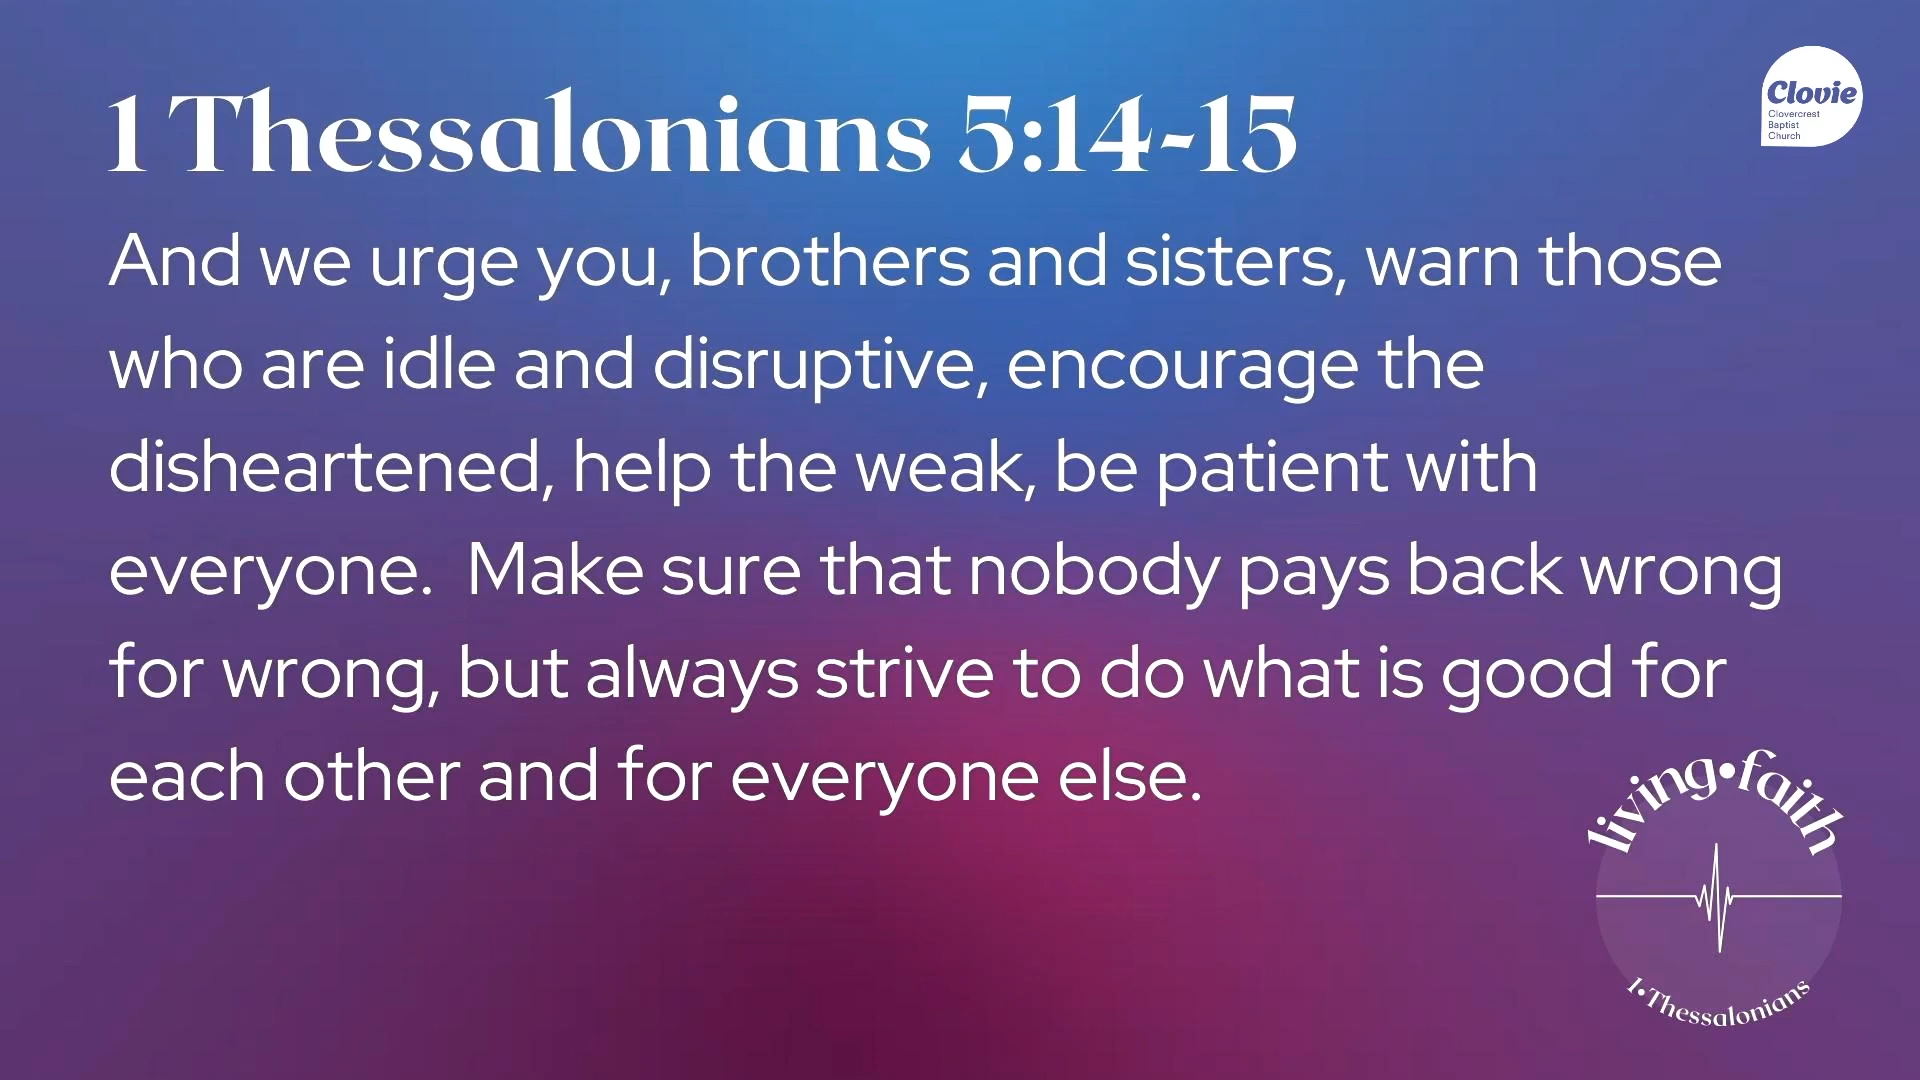 1 Thessalonians 5:14-15
Clovie
Clovercrest
Baptist
Church
And we urge you, brothers and sisters, warn those
who are idle and disruptive, encourage the
disheartened, help the weak, be patient with
everyone.  Make sure that nobody pays back wrong
for wrong, but always strive to do what is good for
each other and for everyone else.
living•faith
1•Thessalonians